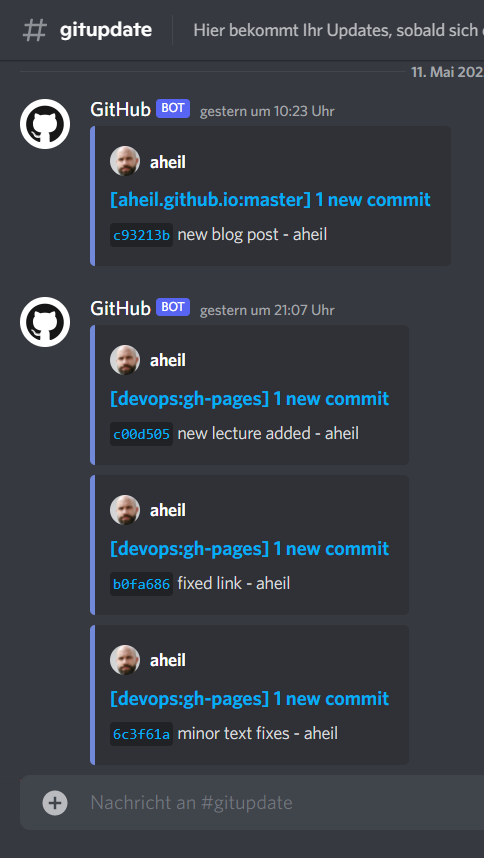 # gitupdate Hier bekommt Ihr Updates, sobald sich
11. Mai 202
GitHub BOT gestern um 10:23 Uhr
aheil
[aheil.github.io:master] 1 new commit
c93213b new blog post - aheil
GitHub BOT gestern um 21:07 Uhr
aheil
[devops:gh-pages] 1 new commit
c00d505 new lecture added - aheil
aheil
[devops:gh-pages] 1 new commit
b0fa686 fixed link - aheil
aheil
[devops:gh-pages] 1 new commit
6c3f61a minor text fixes - aheil
Nachricht an #gitupdate